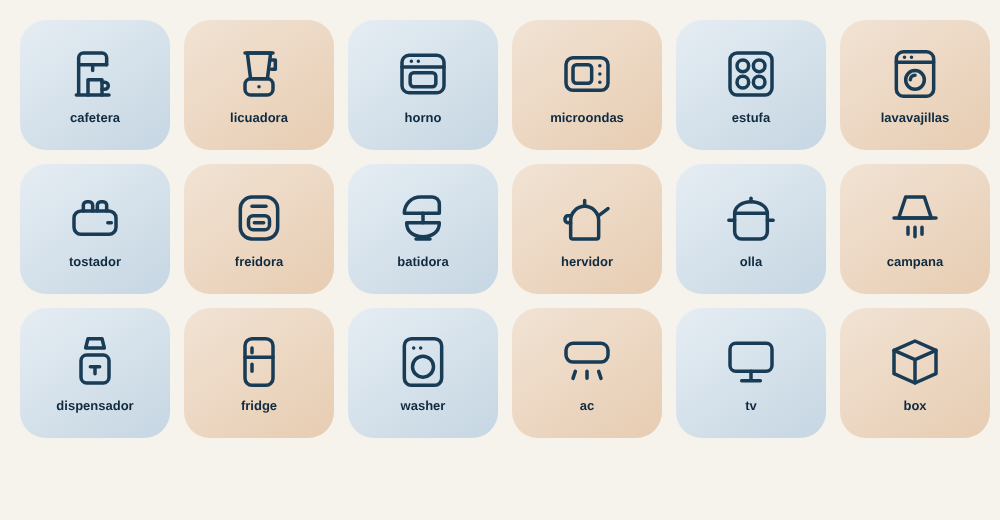 cafetera
licuadora
horno
microondas
estufa
lavavajillas
tostador
freidora
batidora
hervidor
olla
campana
dispensador
fridge
washer
ac
tv
box